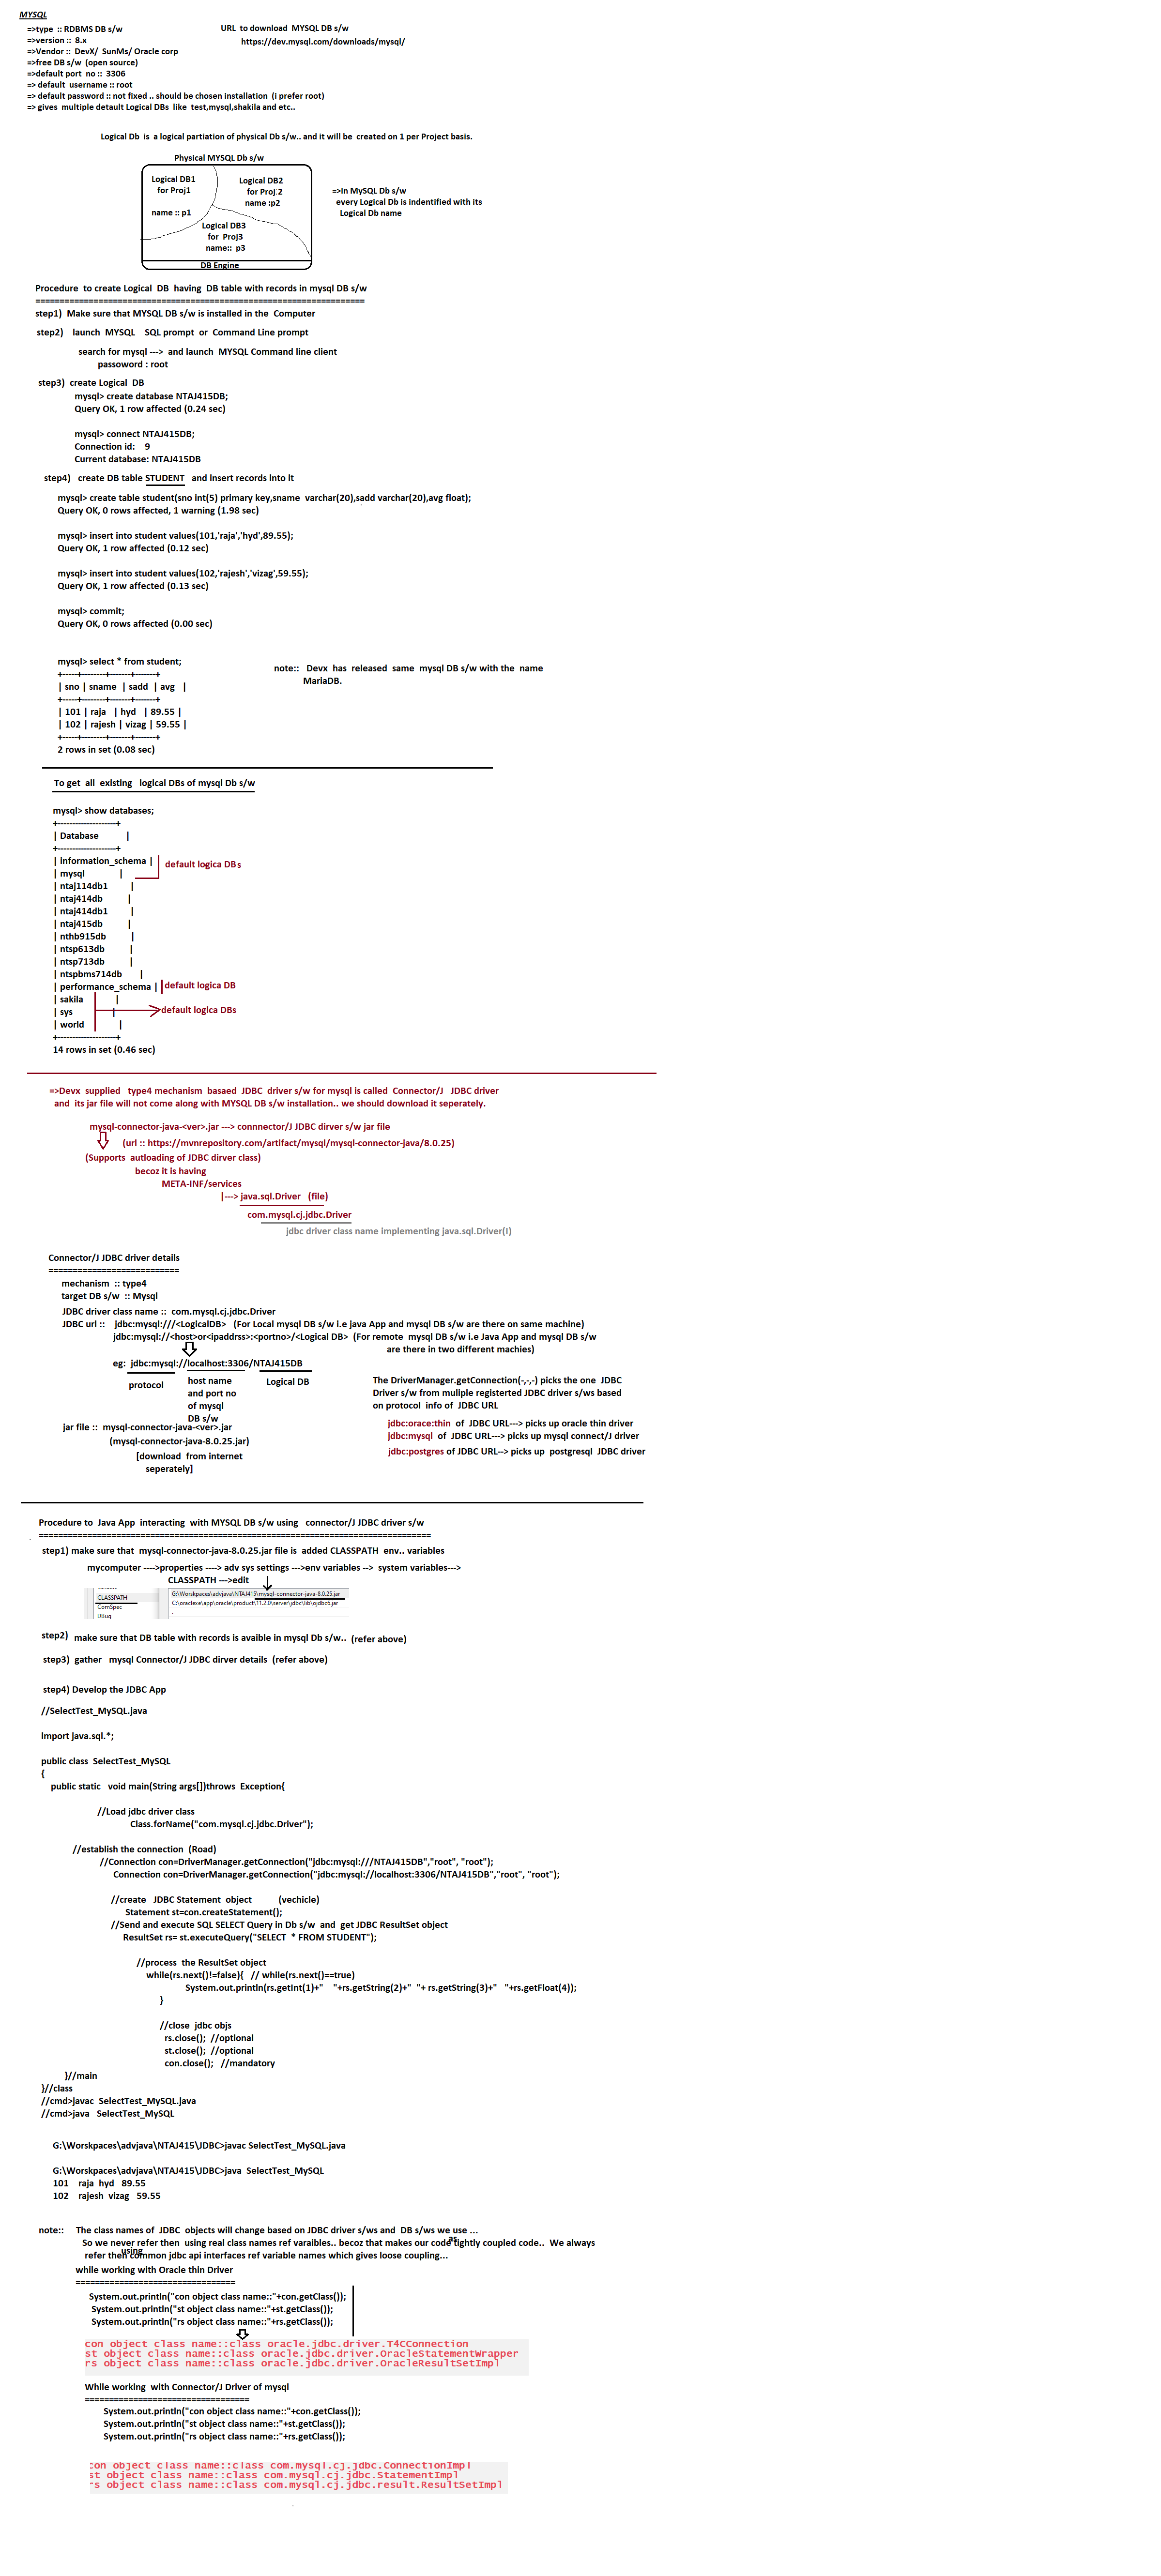 MYSQL
=>type :: RDBMS DB s/w
=>version :: 8.x
=>Vendor :: DevX/ SunMs/ Oracle corp
=>free DB s/w (open source)
=>default port no :: 3306
=> default username :: root
=> default password :: not fixed .. should be chosen installation (i prefer root)
=> gives multiple detault Logical DBs like test,mysql,shakila and etc..
URL to download MYSQL DB s/w
https://dev.mysql.com/downloads/mysql/
Logical Db is a logical partiation of physical Db s/w.. and it will be created on 1 per Project basis.
Physical MYSQL Db s/w
Logical DB1
for Proj1
name :: p1
Logical DB2
for Proj:2
name :p2
Logical DB3
for Proj3
name:: p3
DB Engine
=>In MySQL Db s/w
every Logical Db is indentified with its
Logical Db name
Procedure to create Logical DB having DB table with records in mysql DB s/w
====================================================================
step1) Make sure that MYSQL DB s/w is installed in the Computer
step2) launch MYSQL SQL prompt or Command Line prompt
search for mysql ---> and launch MYSQL Command line client
passoword : root
step3) create Logical DB
mysql> create database NTAJ415DB;
Query OK, 1 row affected (0.24 sec)
mysql> connect NTAJ415DB;
Connection id: 9
Current database: NTAJ415DB
step4) create DB table STUDENT and insert records into it
mysql> create table student(sno int(5) primary key,sname varchar(20),sadd varchar(20),avg float);
Query OK, 0 rows affected, 1 warning (1.98 sec)
mysql> insert into student values(101,'raja','hyd',89.55);
Query OK, 1 row affected (0.12 sec)
mysql> insert into student values(102,'rajesh','vizag',59.55);
Query OK, 1 row affected (0.13 sec)
mysql> commit;
Query OK, 0 rows affected (0.00 sec)
mysql> select * from student;
+-----+--------+-------+-------+
| sno | sname | sadd | avg |
+-----+--------+-------+-------+
| 101 | raja | hyd | 89.55 |
| 102 | rajesh | vizag | 59.55 |
+-----+--------+-------+-------+
2 rows in set (0.08 sec)
note:: Devx has released same mysql DB s/w with the name
MariaDB.
To get all existing logical DBs of mysql Db s/w
mysql> show databases;
+--------------------+
| Database |
+--------------------+
| information_schema |
| mysql |
default logica DBs
| ntaj114db1 |
| ntaj414db |
| ntaj414db1 |
| ntaj415db |
| nthb915db |
| ntsp613db |
| ntsp713db |
| ntspbms714db |
| performance_schema | default logica DB
| sakila |
| sys |
default logica DBs
| world |
+--------------------+
14 rows in set (0.46 sec)
=>Devx supplied type4 mechanism basaed JDBC driver s/w for mysql is called Connector/J JDBC driver
and its jar file will not come along with MYSQL DB s/w installation.. we should download it seperately.
mysql-connector-java-<ver>.jar ---> connnector/J JDBC dirver s/w jar file
(url :: https://mvnrepository.com/artifact/mysql/mysql-connector-java/8.0.25)
(Supports autloading of JDBC dirver class)
becoz it is having
META-INF/services
|---> java.sql.Driver (file)
com.mysql.cj.jdbc.Driver
jdbc driver class name implementing java.sql.Driver(I)
Connector/J JDBC driver details
===========================
mechanism :: type4
target DB s/w :: Mysql
JDBC driver class name :: com.mysql.cj.jdbc.Driver
JDBC url :: jdbc:mysql:///<LogicalDB> (For Local mysql DB s/w i.e java App and mysql DB s/w are there on same machine)
jdbc:mysql://<host>or<ipaddrss>:<portno>/<Logical DB> (For remote mysql DB s/w i.e Java App and mysql DB s/w
are there in two different machies)
eg: jdbc:mysql://localhost:3306/NTAJ415DB
protocol
host name
and port no
of mysql
DB s/w
Logical DB
The DriverManager.getConnection(-,-,-) picks the one JDBC
Driver s/w from muliple registerted JDBC driver s/ws based
on protocol info of JDBC URL
jdbc:orace:thin of JDBC URL---> picks up oracle thin driver
jdbc:mysql of JDBC URL---> picks up mysql connect/J driver
jdbc:postgres of JDBC URL--> picks up postgresql JDBC driver
jar file :: mysql-connector-java-<ver>.jar
(mysql-connector-java-8.0.25.jar)
[download from internet
seperately]
Procedure to Java App interacting with MYSQL DB s/w using connector/J JDBC driver s/w
=================================================================================
step1) make sure that mysql-connector-java-8.0.25.jar file is added CLASSPATH env.. variables
mycomputer ---->properties ----> adv sys settings --->env variables --> system variables--->
CLASSPATH --->edit
CLASSPATH
ComSpec
DBug
G:\Worskpaces\advjava\NTAJ415\mysql-connector-java-8.0.25.jar
C:\oraclexe\app\oracle\product\11.2.0\server\jdbc\lib\ojdbc6.jar
.
step2) make sure that DB table with records is avaible in mysql Db s/w.. (refer above)
step3) gather mysql Connector/J JDBC dirver details (refer above)
step4) Develop the JDBC App
//SelectTest_MySQL.java
import java.sql.*;
public class SelectTest_MySQL
{
public static void main(String args[])throws Exception{
//Load jdbc driver class
Class.forName("com.mysql.cj.jdbc.Driver");
//establish the connection (Road)
//Connection con=DriverManager.getConnection("jdbc:mysql:///NTAJ415DB","root", "root");
Connection con=DriverManager.getConnection("jdbc:mysql://localhost:3306/NTAJ415DB","root", "root");
//create JDBC Statement object (vechicle)
Statement st=con.createStatement();
//Send and execute SQL SELECT Query in Db s/w and get JDBC ResultSet object
ResultSet rs= st.executeQuery("SELECT * FROM STUDENT");
//process the ResultSet object
while(rs.next()!=false){ // while(rs.next()==true)
System.out.println(rs.getInt(1)+" "+rs.getString(2)+" "+ rs.getString(3)+" "+rs.getFloat(4));
}
//close jdbc objs
rs.close(); //optional
st.close(); //optional
con.close(); //mandatory
}//main
}//class
//cmd>javac SelectTest_MySQL.java
//cmd>java SelectTest_MySQL
G:\Worskpaces\advjava\NTAJ415\JDBC>javac SelectTest_MySQL.java
G:\Worskpaces\advjava\NTAJ415\JDBC>java SelectTest_MySQL
101 raja hyd 89.55
102 rajesh vizag 59.55
note:: The class names of JDBC objects will change based on JDBC driver s/ws and DB s/ws we use ...
So we never refer then using real class names ref varaibles.. becoz that makes our code as tightly coupled code.. We always
refer then using common jdbc api interfaces ref variable names which gives loose coupling...
while working with Oracle thin Driver
=================================
System.out.println("con object class name::"+con.getClass());
System.out.println("st object class name::"+st.getClass());
System.out.println("rs object class name::"+rs.getClass());
con object class name::class oracle.jdbc.driver.T4CConnection
st object class name::class oracle.jdbc.driver.OracleStatementWrapper
rs object class name::class oracle.jdbc.driver.OracleResultSetImpl
While working with Connector/J Driver of mysql
==================================
System.out.println("con object class name::"+con.getClass());
System.out.println("st object class name::"+st.getClass());
System.out.println("rs object class name::"+rs.getClass());
con object class name::class com.mysql.cj.jdbc.ConnectionImpl
st object class name::class com.mysql.cj.jdbc.StatementImpl
rs object class name::class com.mysql.cj.jdbc.result.ResultSetImpl